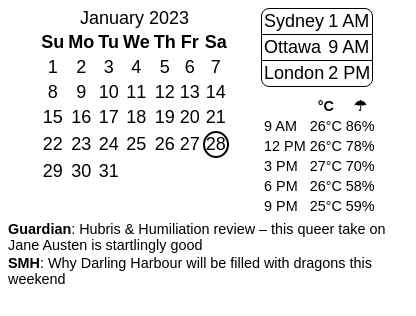 January 2023
Su Mo Tu We Th Fr Sa
1 2 3 4 5 6 7
8 9 10 11 12 13 14
15 16 17 18 19 20 21
22 23 24 25 26 27 28
29 30 31
Sydney 1 AM
Ottawa 9 AM
London 2 PM
°C ☂
9 AM 26°C 86%
12 PM 26°C 78%
3 PM 27°C 70%
6 PM 26°C 58%
9 PM 25°C 59%
Guardian: Hubris & Humiliation review – this queer take on
Jane Austen is startlingly good
SMH: Why Darling Harbour will be filled with dragons this
weekend